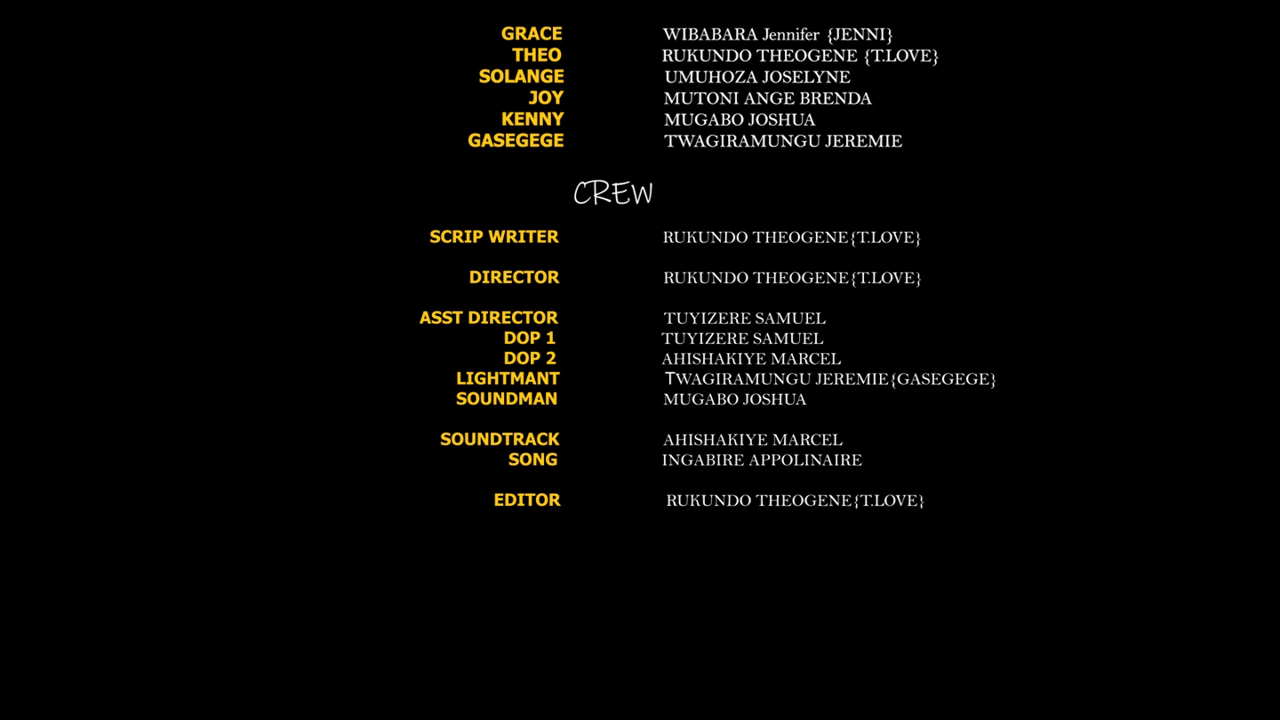 GRACE WIBABARA Jennifer {JENNI}
THEO RUKUNDO THEOGENE {T.LOVE}
SOLANGE UMUHOZA JOSELYNE
JOY MUTONI ANGE BRENDA
KENNY MUGABO JOSHUA
GASEGEGE TWAGIRAMUNGU JEREMIE
CREW
SCRIP WRITER RUKUNDO THEOGENE{T.LOVE}
DIRECTOR RUKUNDO THEOGENE{T.LOVE}
ASST DIRECTOR TUYIZERE SAMUEL
DOP 1 TUYIZERE SAMUEL
DOP 2 AHISHAKIYE MARCEL
LIGHTMANT TWAGIRAMUNGU JEREMIE{GASEGEGE}
SOUNDMAN MUGABO JOSHUA
SOUNDTRACK AHISHAKIYE MARCEL
SONG INGABIRE APPOLINAIRE
EDITOR RUKUNDO THEOGENE{T.LOVE}